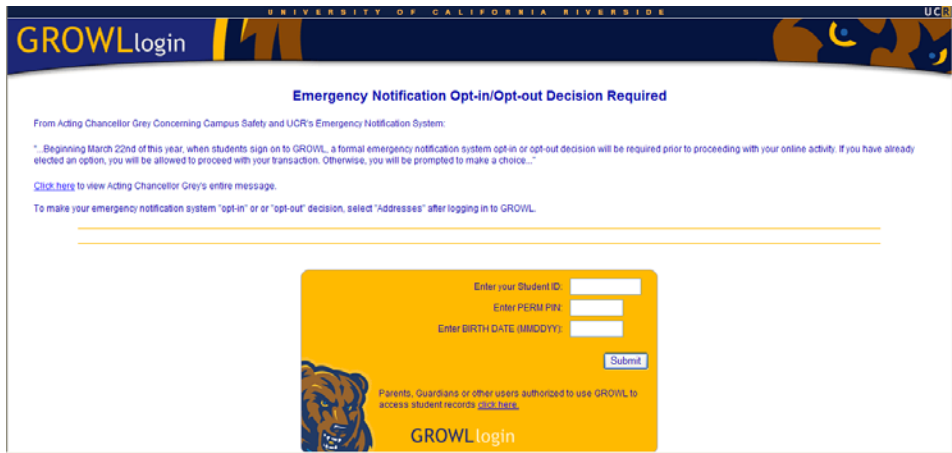 UNIVERSITY OF CALIFORNIA RIVERSIDE
UCR
GROWLlogin
Emergency Notification Opt-in/Opt-out Decision Required
From Acting Chancellor Grey Concerning Campus Safety and UCR's Emergency Notification System:
"...Beginning March 22nd of this year, when students sign on to GROWL, a formal emergency notification system opt-in or opt-out decision will be required prior to proceeding with your online activity. If you have already
elected an option, you will be allowed to proceed with your transaction. Otherwise, you will be prompted to make a choice..."
Click here to view Acting Chancellor Grey's entire message.
To make your emergency notification system "opt-in" or or "opt-out" decision, select "Addresses" after logging in to GROWL.
Enter your Student ID:
Enter PERM PIN:
Enter BIRTH DATE (MMDDYY):
Submit
Parents, Guardians or other users authorized to use GROWL to
access student records click here.
GROWLlogin